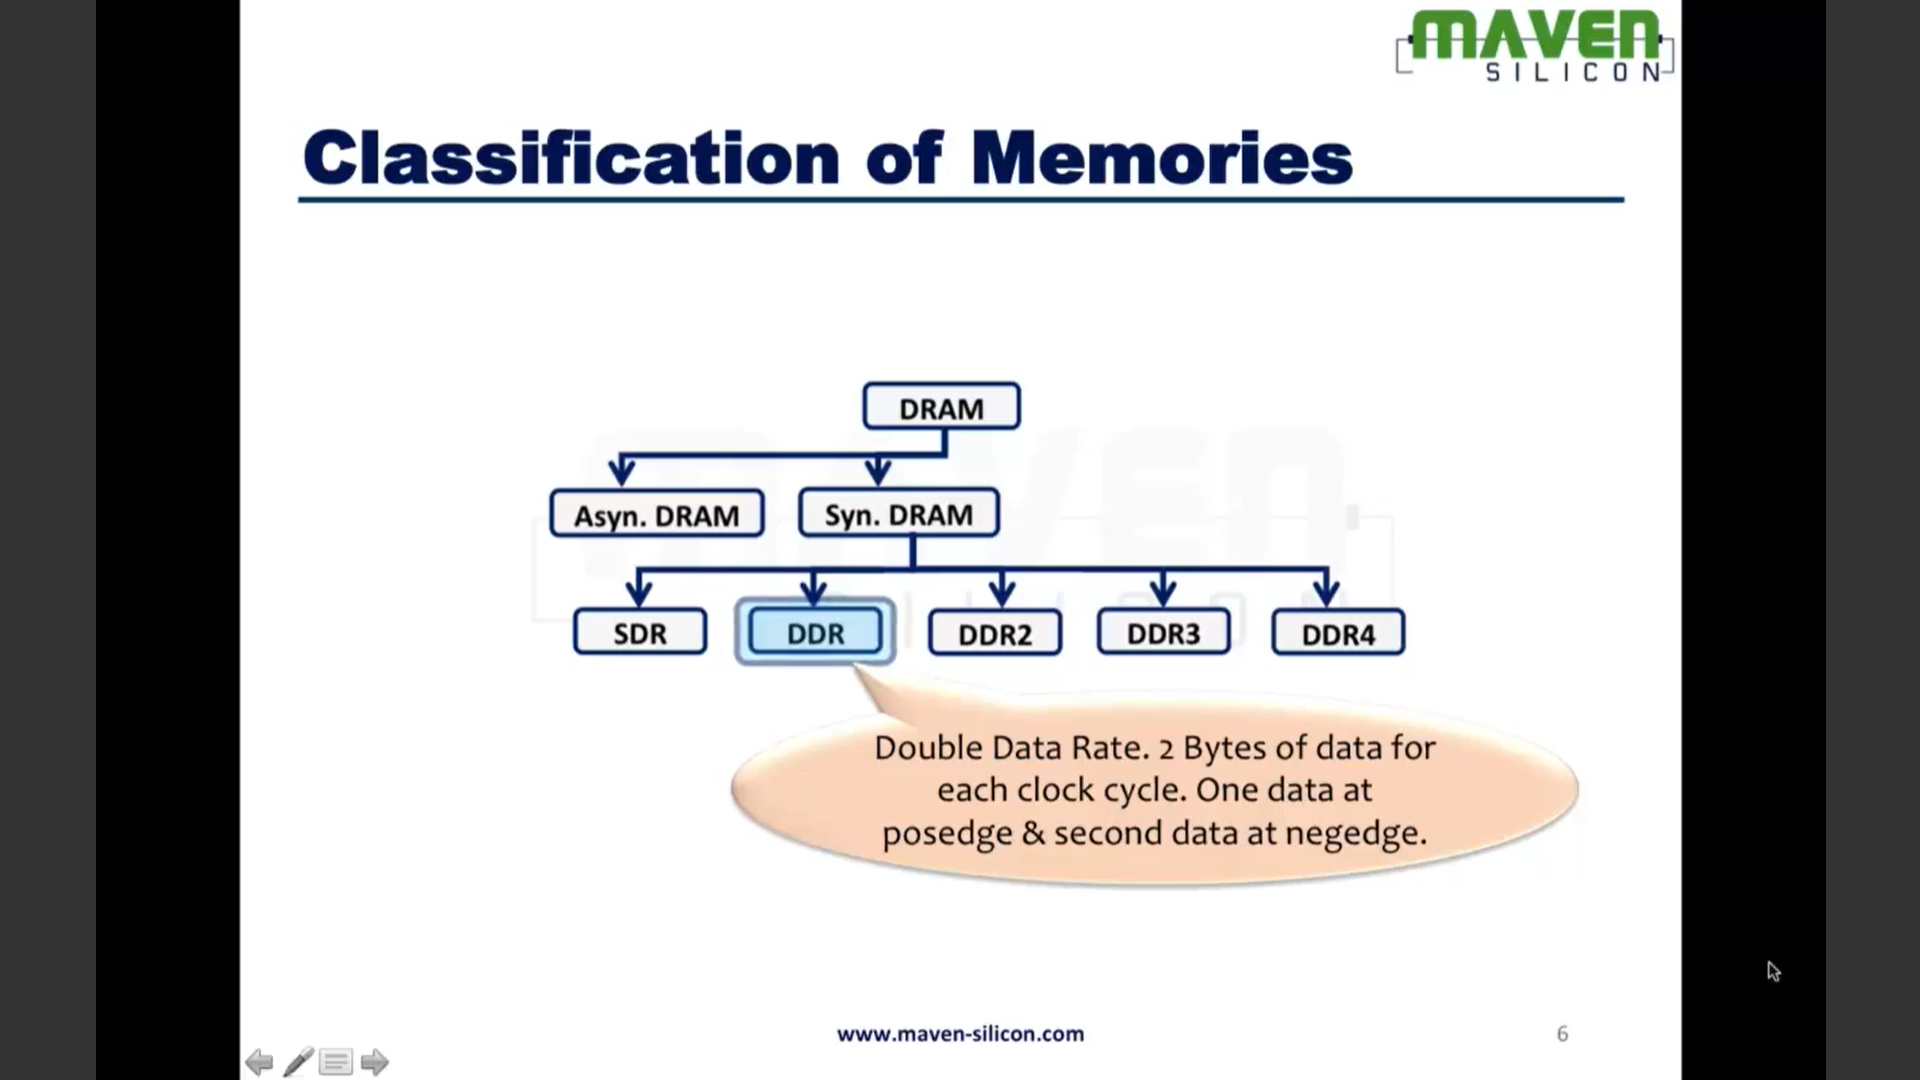 MAVEN
SILICON
Classification of Memories
DRAM
Asyn. DRAM
Syn. DRAM
SDR
DDR
DDR2
DDR3
DDR4
Double Data Rate. 2 Bytes of data for
each clock cycle. One data at
posedge & second data at negedge.
www.maven-silicon.com
6